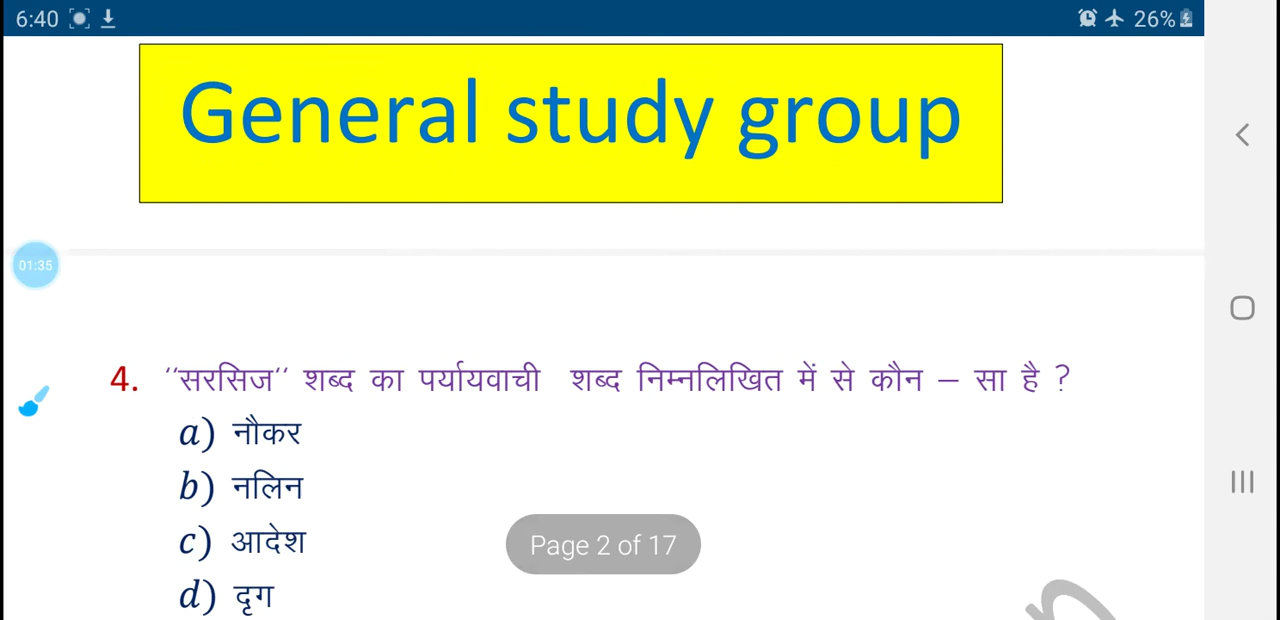 6:40
26%
General study group
01:35
4. ‘‘सरसिज‘‘ शब्द का पर्यायवाची शब्द निम्नलिखित में से कौन – सा है ?
a) नौकर
b) नलिन
c) आदेश
d) दृग
Page 2 of 17